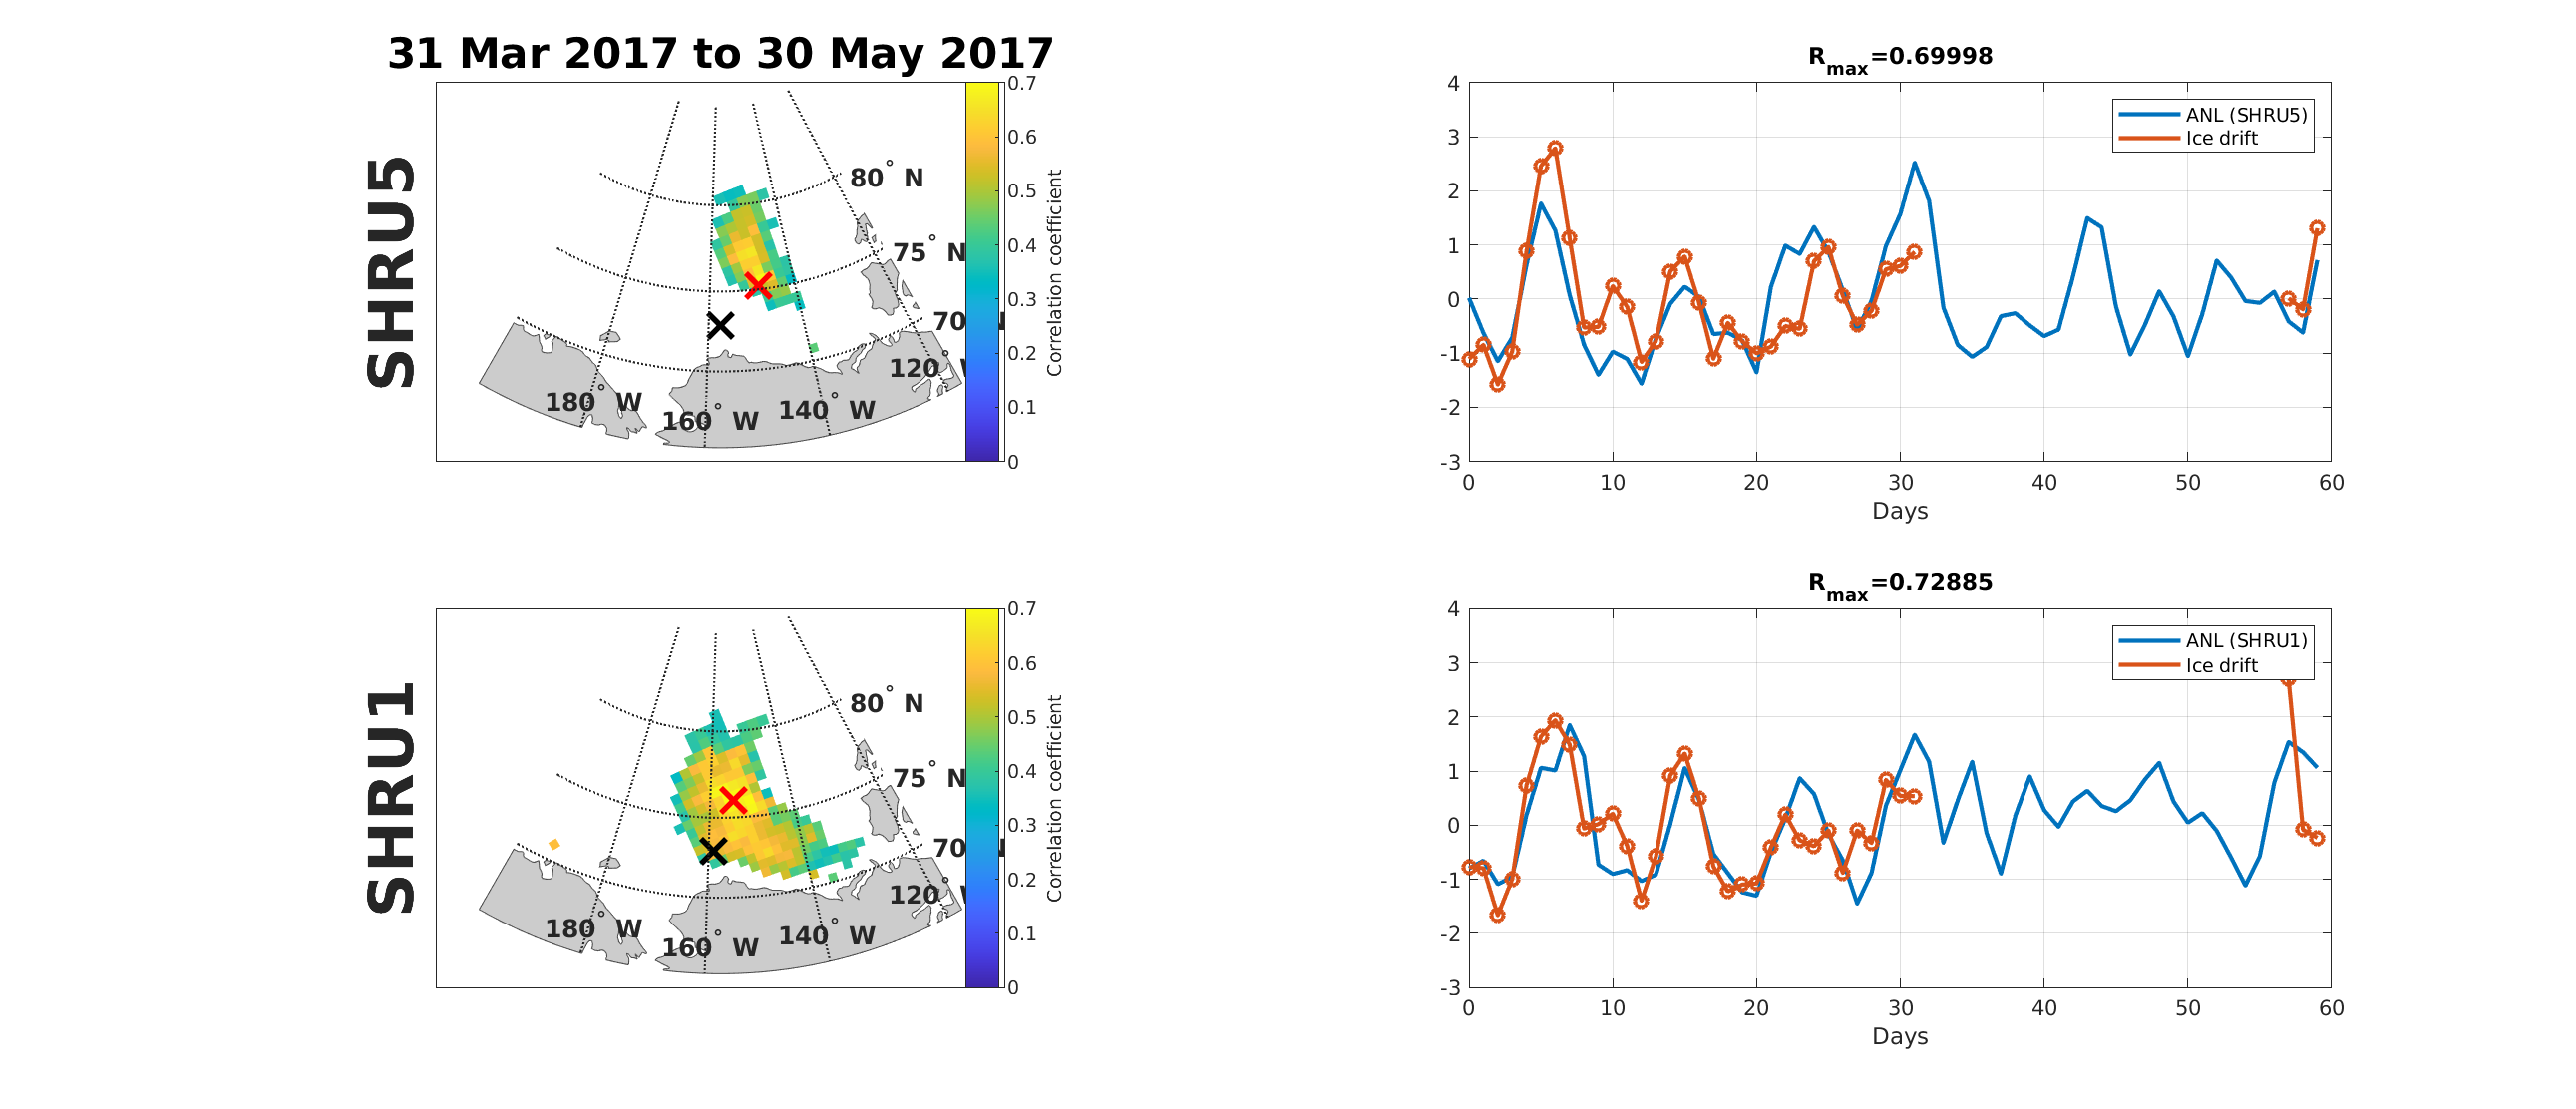 31 Mar 2017 to 30 May 2017
SHRU5
80° N
75° N
70° N
120° W
180° W
160° W
140° W
0.7
0.6
0.5
0.4
0.3
0.2
0.1
0
Correlation coefficient
Rmax=0.69998
4
3
2
1
0
-1
-2
-3
ANL (SHRU5)
Ice drift
0 10 20 30 40 50 60
Days
SHRU1
80° N
75° N
70° N
120° W
180° W
160° W
140° W
0.7
0.6
0.5
0.4
0.3
0.2
0.1
0
Correlation coefficient
Rmax=0.72885
4
3
2
1
0
-1
-2
-3
ANL (SHRU1)
Ice drift
0 10 20 30 40 50 60
Days